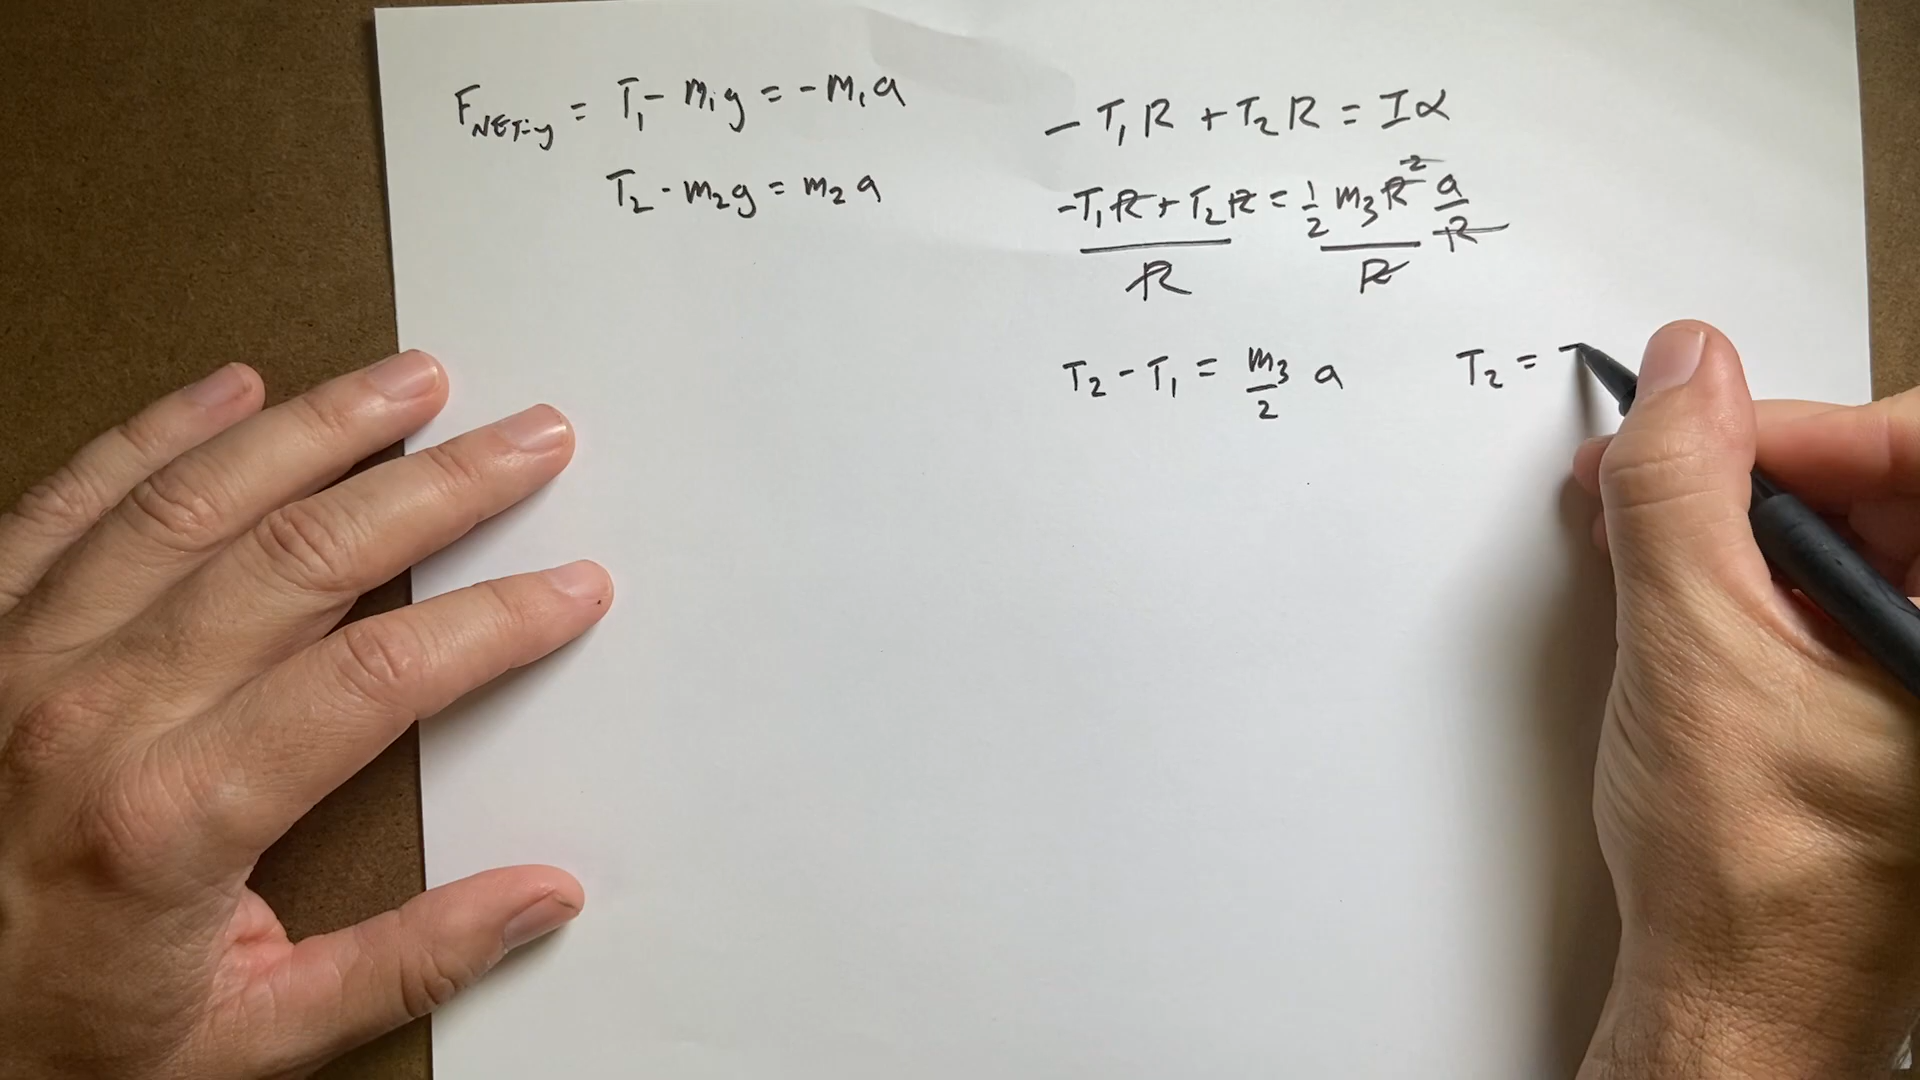 F_NET-y = T₁ - m₁g = -m₁a
T₂ - m₂g = m₂a
- T₁R + T₂R = Iα
-T₁R + T₂R = 1/2 m₃R² a/R
R R
T₂ - T₁ = m₃/2 a T₂ = T